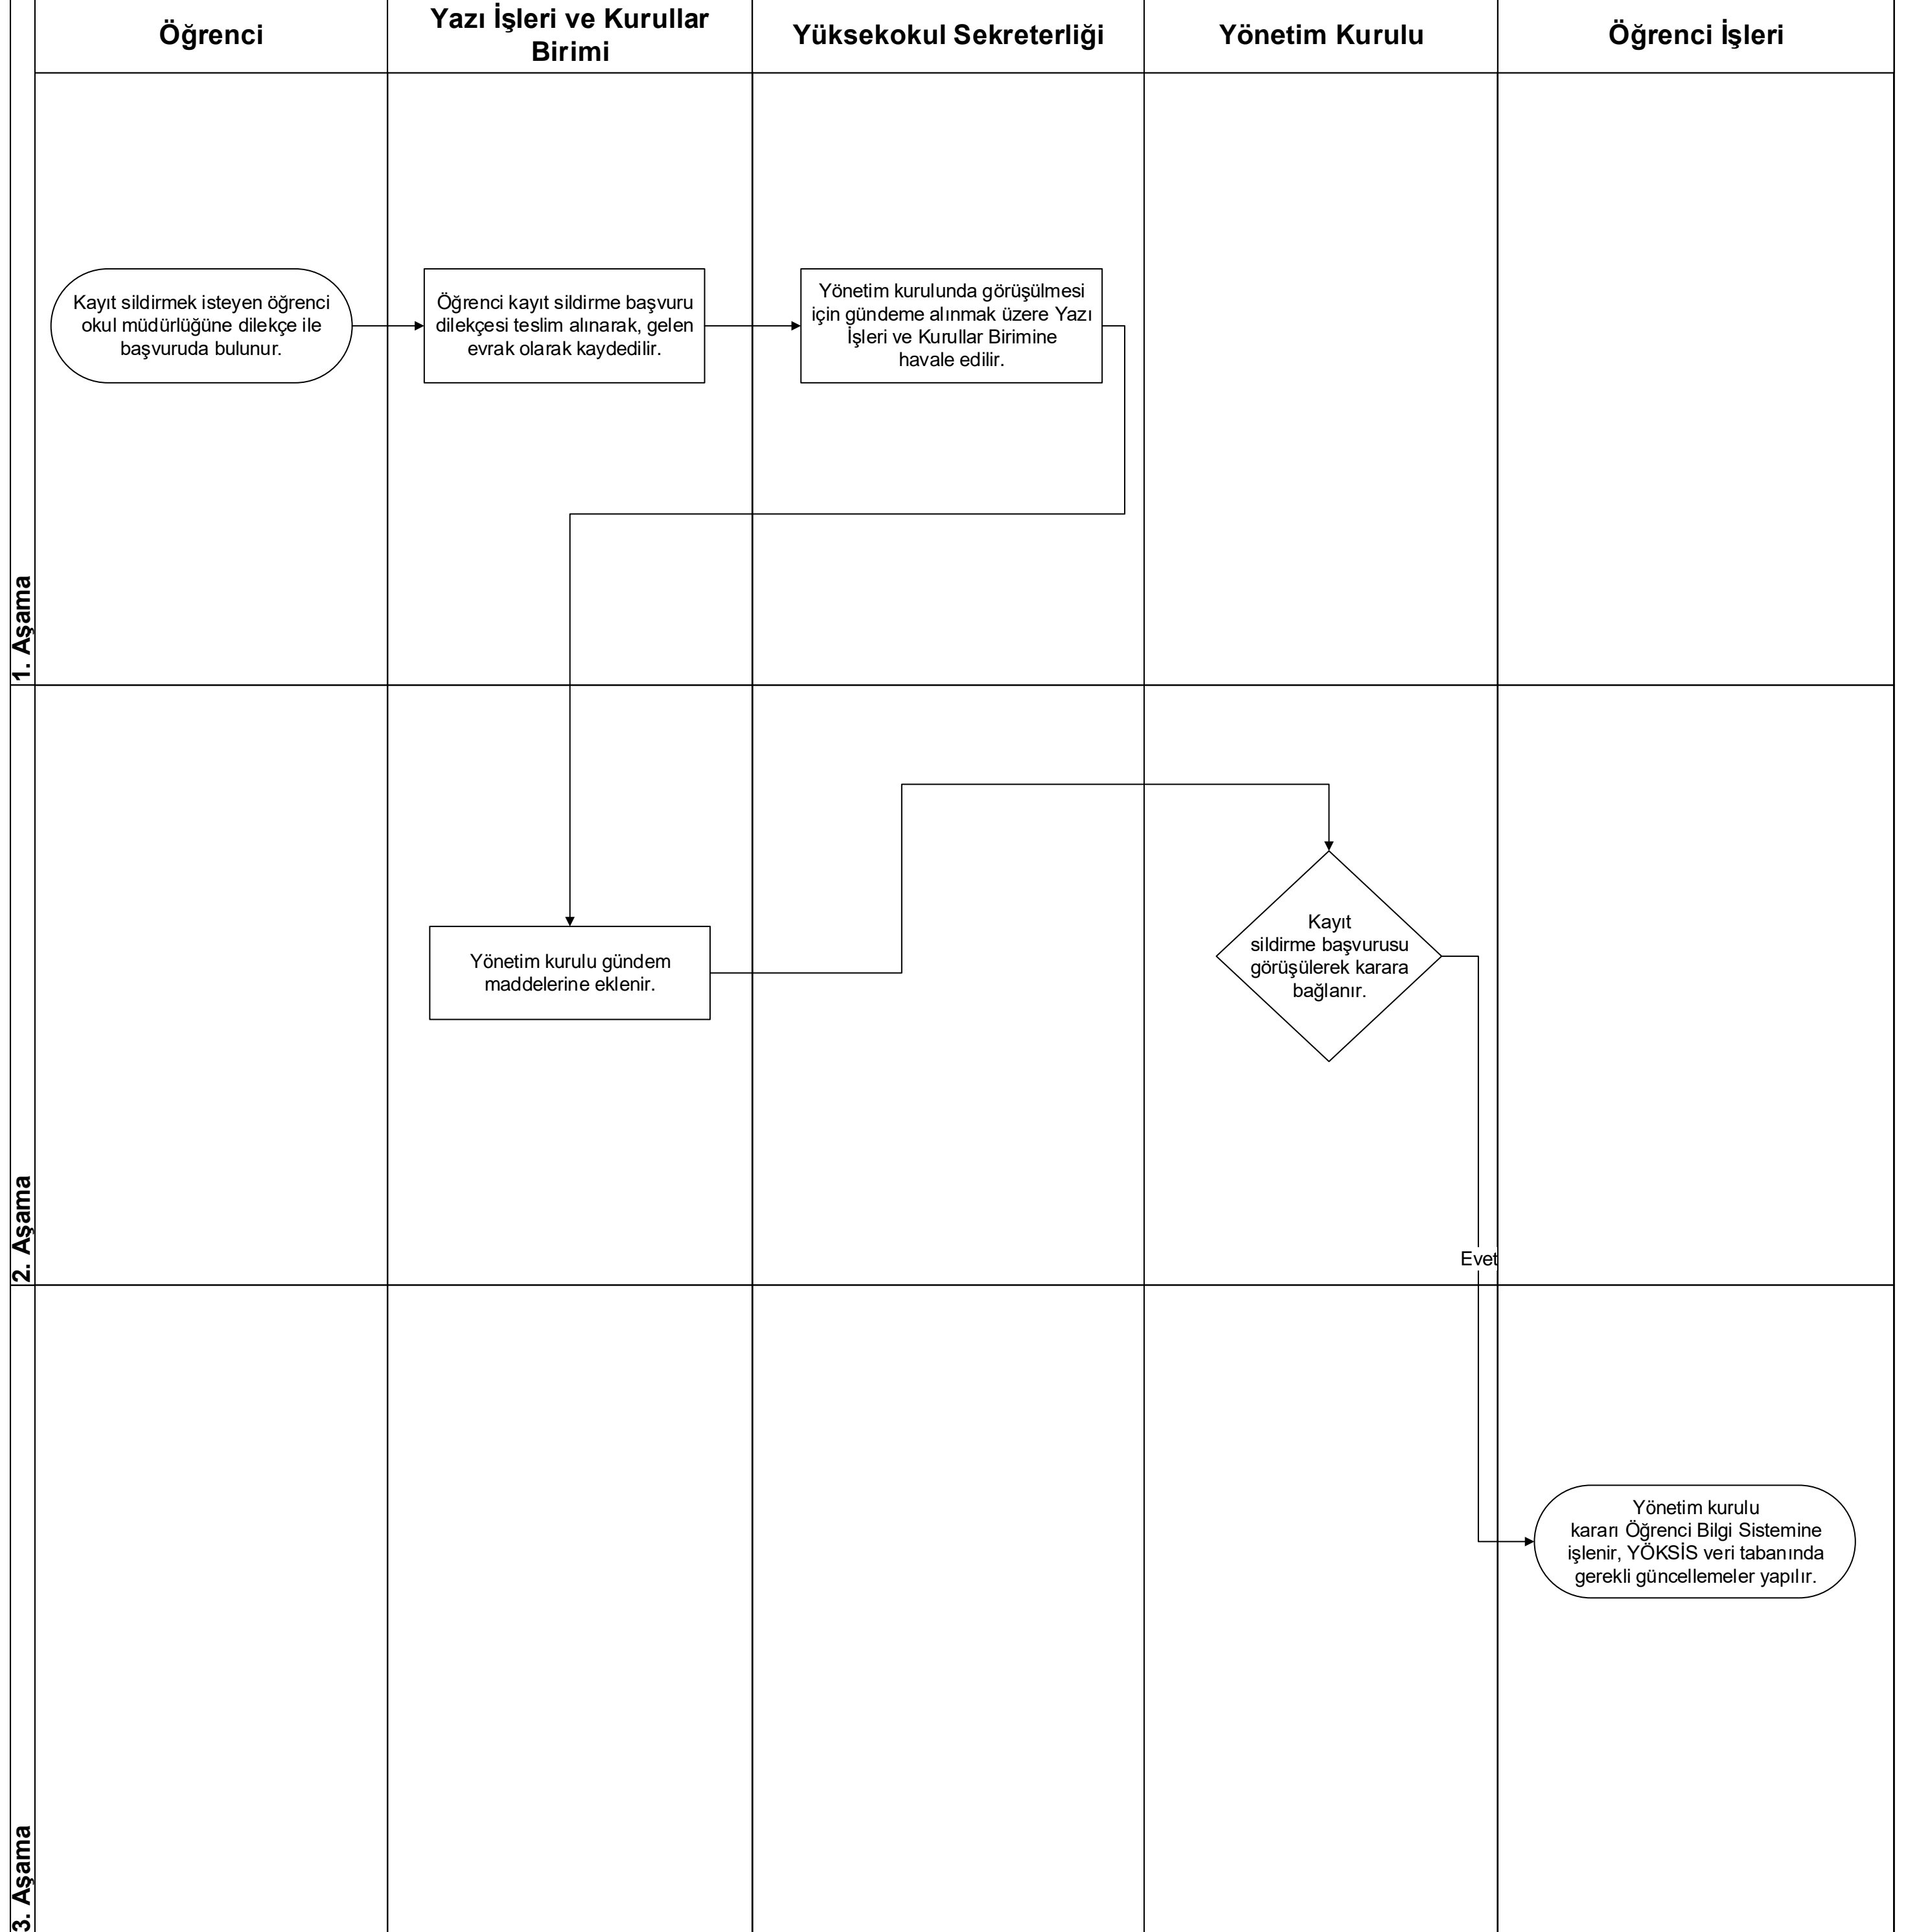 Öğrenci
Yazı İşleri ve Kurullar
Birimi
Yüksekokul Sekreterliği
Yönetim Kurulu
Öğrenci İşleri
1. Aşama
Kayıt sildirmek isteyen öğrenci
okul müdürlüğüne dilekçe ile
başvuruda bulunur.
Öğrenci kayıt sildirme başvuru
dilekçesi teslim alınarak, gelen
evrak olarak kaydedilir.
Yönetim kurulunda görüşülmesi
için gündeme alınmak üzere Yazı
İşleri ve Kurullar Birimine
havale edilir.
2. Aşama
Yönetim kurulu gündem
maddelerine eklenir.
Kayıt
sildirme başvurusu
görüşülerek karara
bağlanır.
Evet
3. Aşama
Yönetim kurulu
kararı Öğrenci Bilgi Sistemine
işlenir, YÖKSİS veri tabanında
gerekli güncellemeler yapılır.